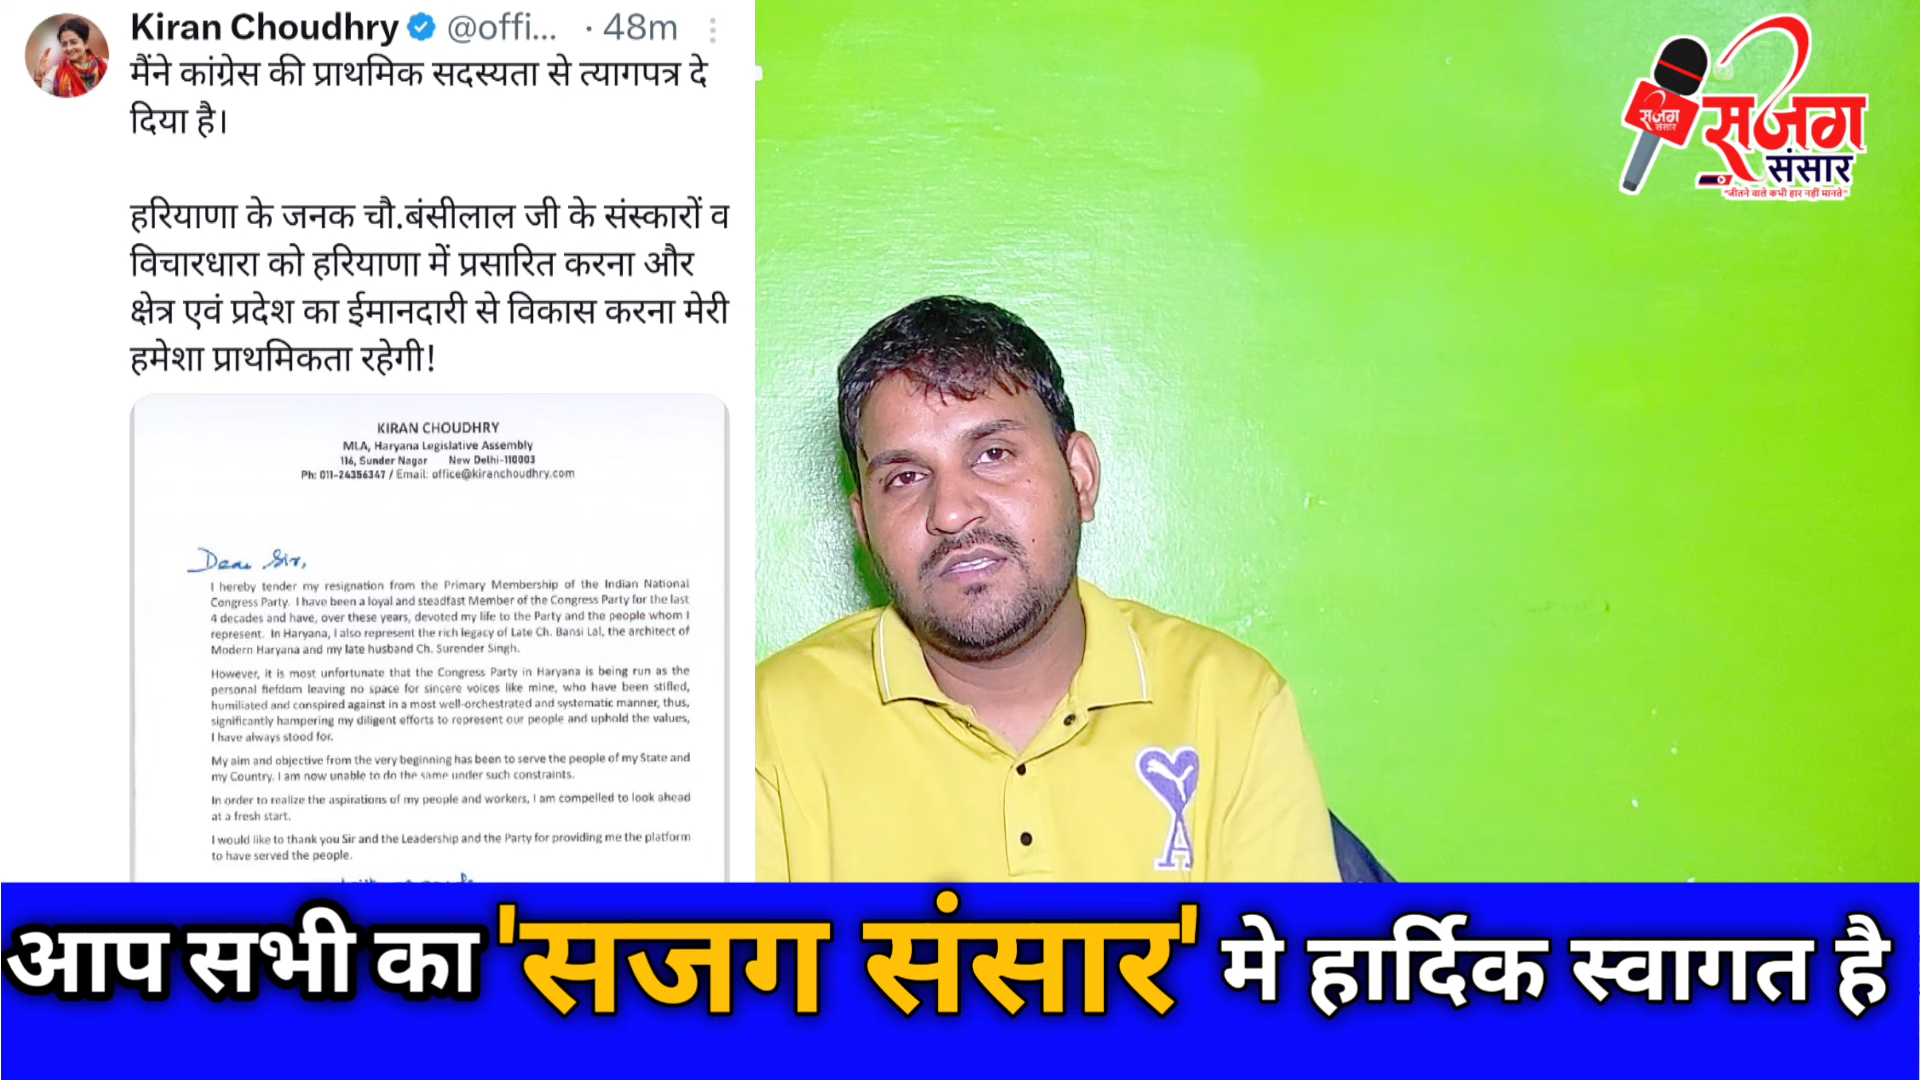 Kiran Choudhry @offi... · 48m
मैंने कांग्रेस की प्राथमिक सदस्यता से त्यागपत्र दे
दिया है।
हरियाणा के जनक चौ.बंसीलाल जी के संस्कारों व
विचारधारा को हरियाणा में प्रसारित करना और
क्षेत्र एवं प्रदेश का ईमानदारी से विकास करना मेरी
हमेशा प्राथमिकता रहेगी!
KIRAN CHOUDHRY
MLA, Haryana Legislative Assembly
116, Sunder Nagar New Delhi-110003
Ph: 011-24356347 / Email: office@kiranchoudhry.com
Dear Sir,
I hereby tender my resignation from the Primary Membership of the Indian National
Congress Party. I have been a loyal and steadfast Member of the Congress Party for the last
4 decades and have, over these years, devoted my life to the Party and the people whom I
represent. In Haryana, I also represent the rich legacy of Late Ch. Bansi Lal, the architect of
Modern Haryana and my late husband Ch. Surender Singh.
However, it is most unfortunate that the Congress Party in Haryana is being run as the
personal fiefdom leaving no space for sincere voices like mine, who have been stifled,
humiliated and conspired against in a most well-orchestrated and systematic manner, thus,
significantly hampering my diligent efforts to represent our people and uphold the values,
I have always stood for.
My aim and objective from the very beginning has been to serve the people of my State and
my Country. I am now unable to do the same under such constraints.
In order to realize the aspirations of my people and workers, I am compelled to look ahead
at a fresh start.
I would like to thank you Sir and the Leadership and the Party for providing me the platform
to have served the people.
सजग
संसार
सजग
संसार
"जीतने वाले कभी हार नहीं मानते"
A
आप सभी का 'सजग संसार' मे हार्दिक स्वागत है